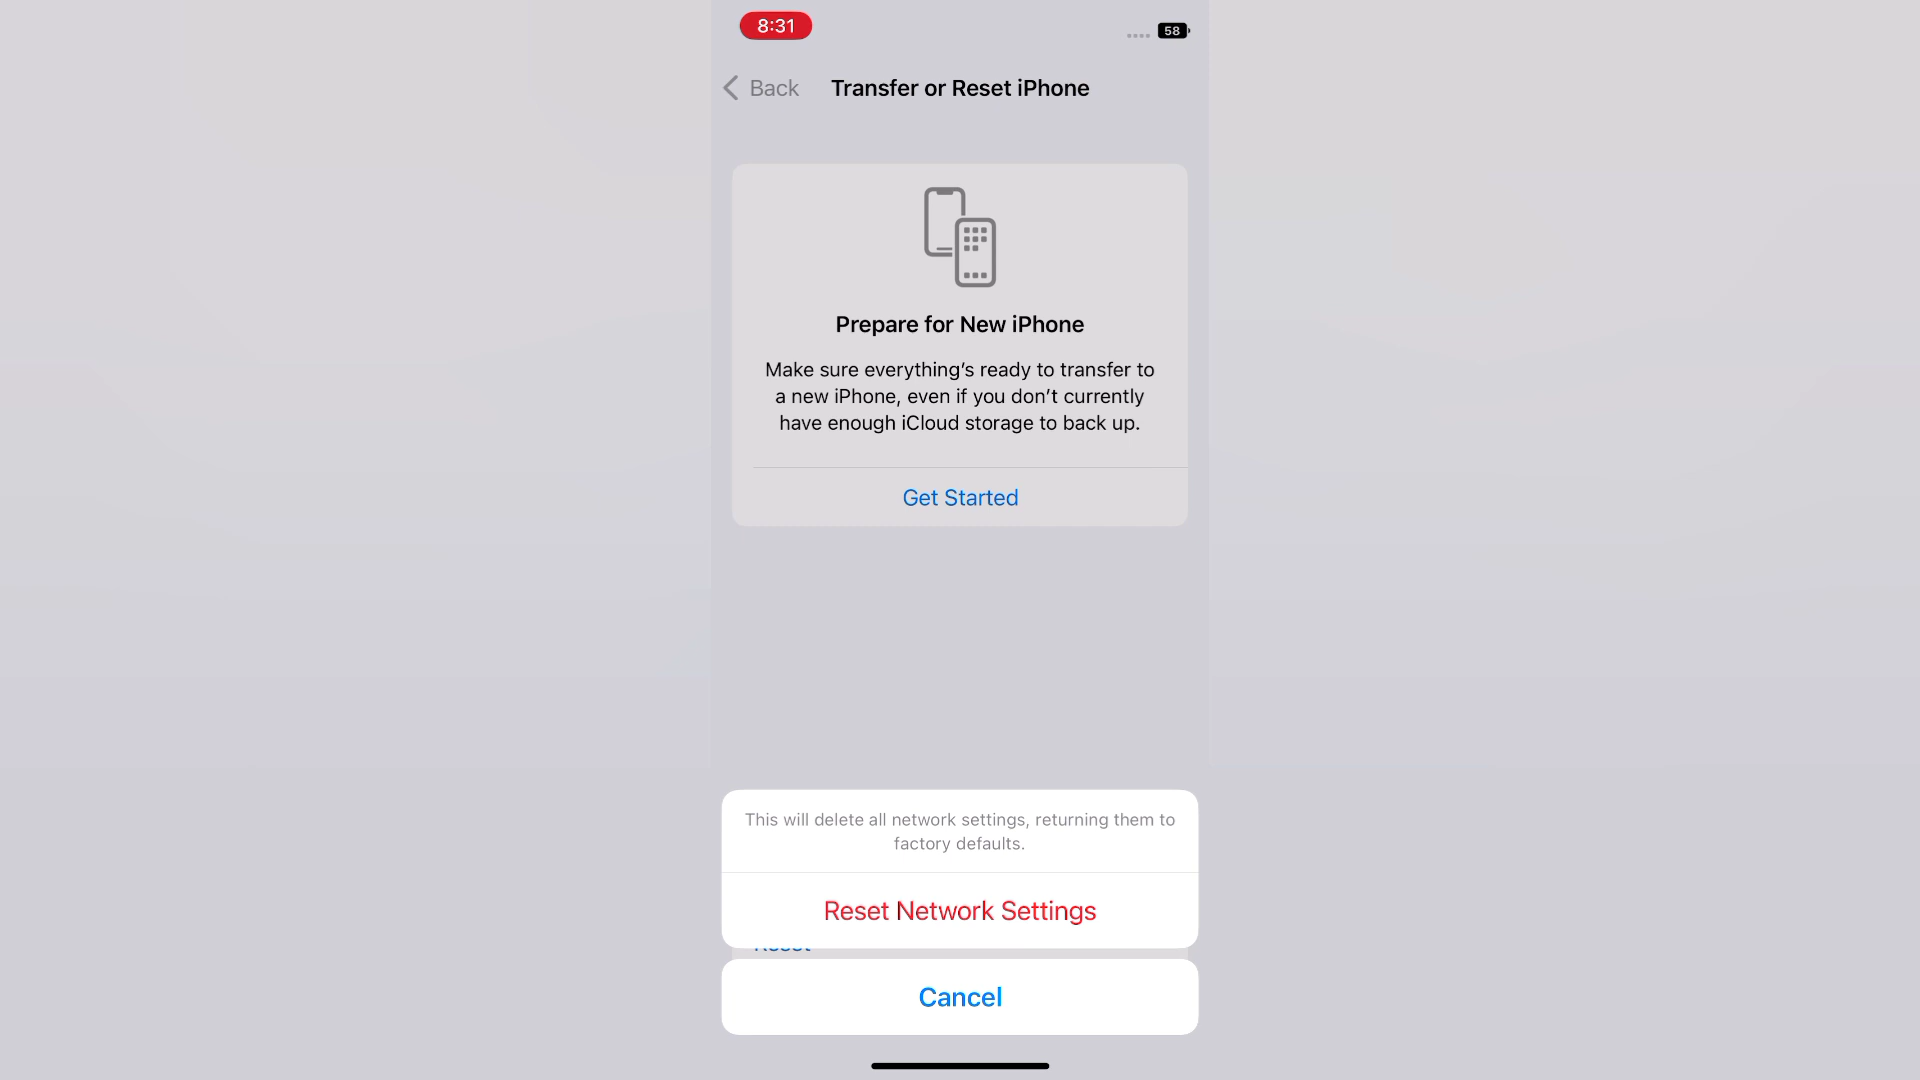 8:31
58
Back
Transfer or Reset iPhone
Prepare for New iPhone
Make sure everything's ready to transfer to
a new iPhone, even if you don't currently
have enough iCloud storage to back up.
Get Started
This will delete all network settings, returning them to
factory defaults.
Reset Network Settings
Reset
Cancel